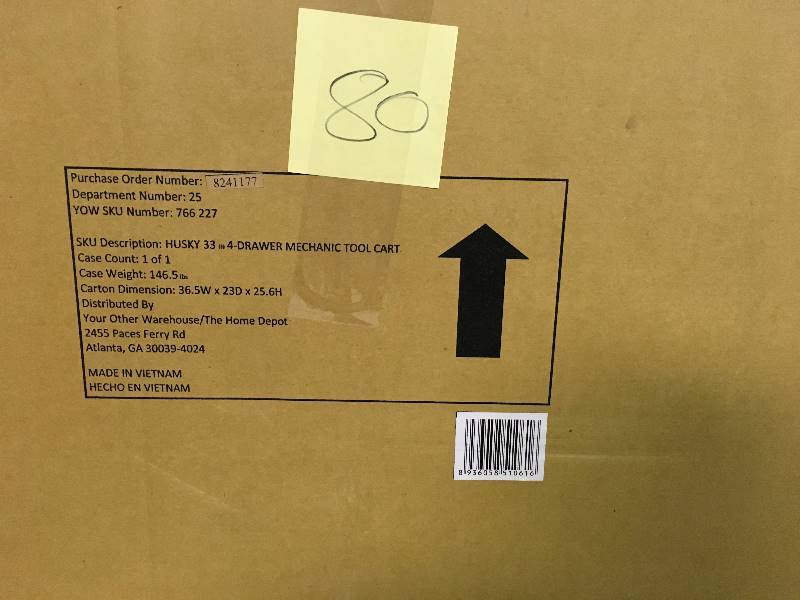 80
Purchase Order Number: 8241177
Department Number: 25
YOW SKU Number: 766 227
SKU Description: HUSKY 33 IN 4-DRAWER MECHANIC TOOL CART
Case Count: 1 of 1
Case Weight: 146.5 lbs
Carton Dimension: 36.5W x 23D x 25.6H
Distributed By
Your Other Warehouse/The Home Depot
2455 Paces Ferry Rd
Atlanta, GA 30039-4024
MADE IN VIETNAM
HECHO EN VIETNAM
8 936058 510616